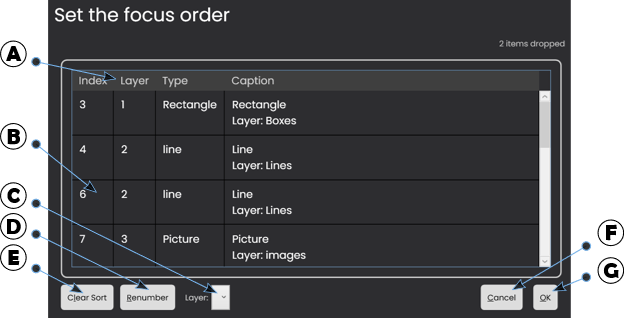 Set the focus order
2 items dropped
A
Index Layer Type Caption
3 1 Rectangle Rectangle
Layer: Boxes
B
4 2 line Line
Layer: Lines
6 2 line Line
Layer: Lines
C
7 3 Picture Picture
Layer: images
D
E
F
G
Clear Sort Renumber Layer: Cancel OK